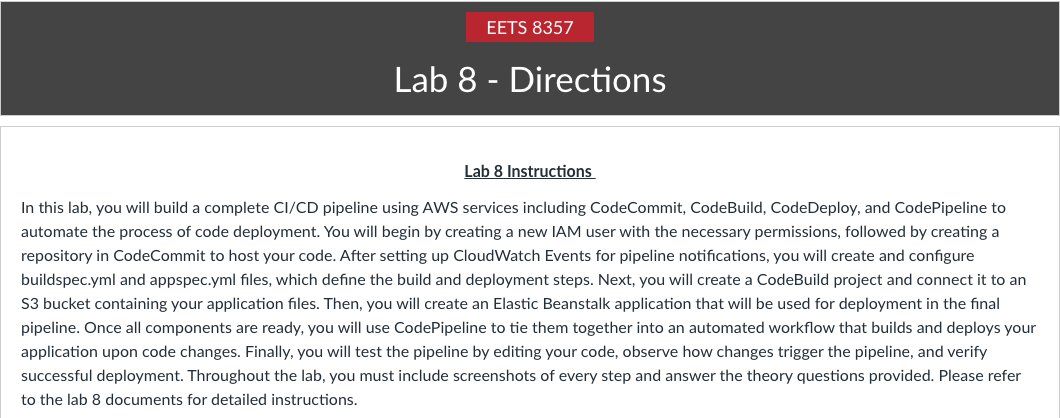 EETS 8357
Lab 8 - Directions
Lab 8 Instructions
In this lab, you will build a complete CI/CD pipeline using AWS services including CodeCommit, CodeBuild, CodeDeploy, and CodePipeline to
automate the process of code deployment. You will begin by creating a new IAM user with the necessary permissions, followed by creating a
repository in CodeCommit to host your code. After setting up CloudWatch Events for pipeline notifications, you will create and configure
buildspec.yml and appspec.yml files, which define the build and deployment steps. Next, you will create a CodeBuild project and connect it to an
S3 bucket containing your application files. Then, you will create an Elastic Beanstalk application that will be used for deployment in the final
pipeline. Once all components are ready, you will use CodePipeline to tie them together into an automated workflow that builds and deploys your
application upon code changes. Finally, you will test the pipeline by editing your code, observe how changes trigger the pipeline, and verify
successful deployment. Throughout the lab, you must include screenshots of every step and answer the theory questions provided. Please refer
to the lab 8 documents for detailed instructions.